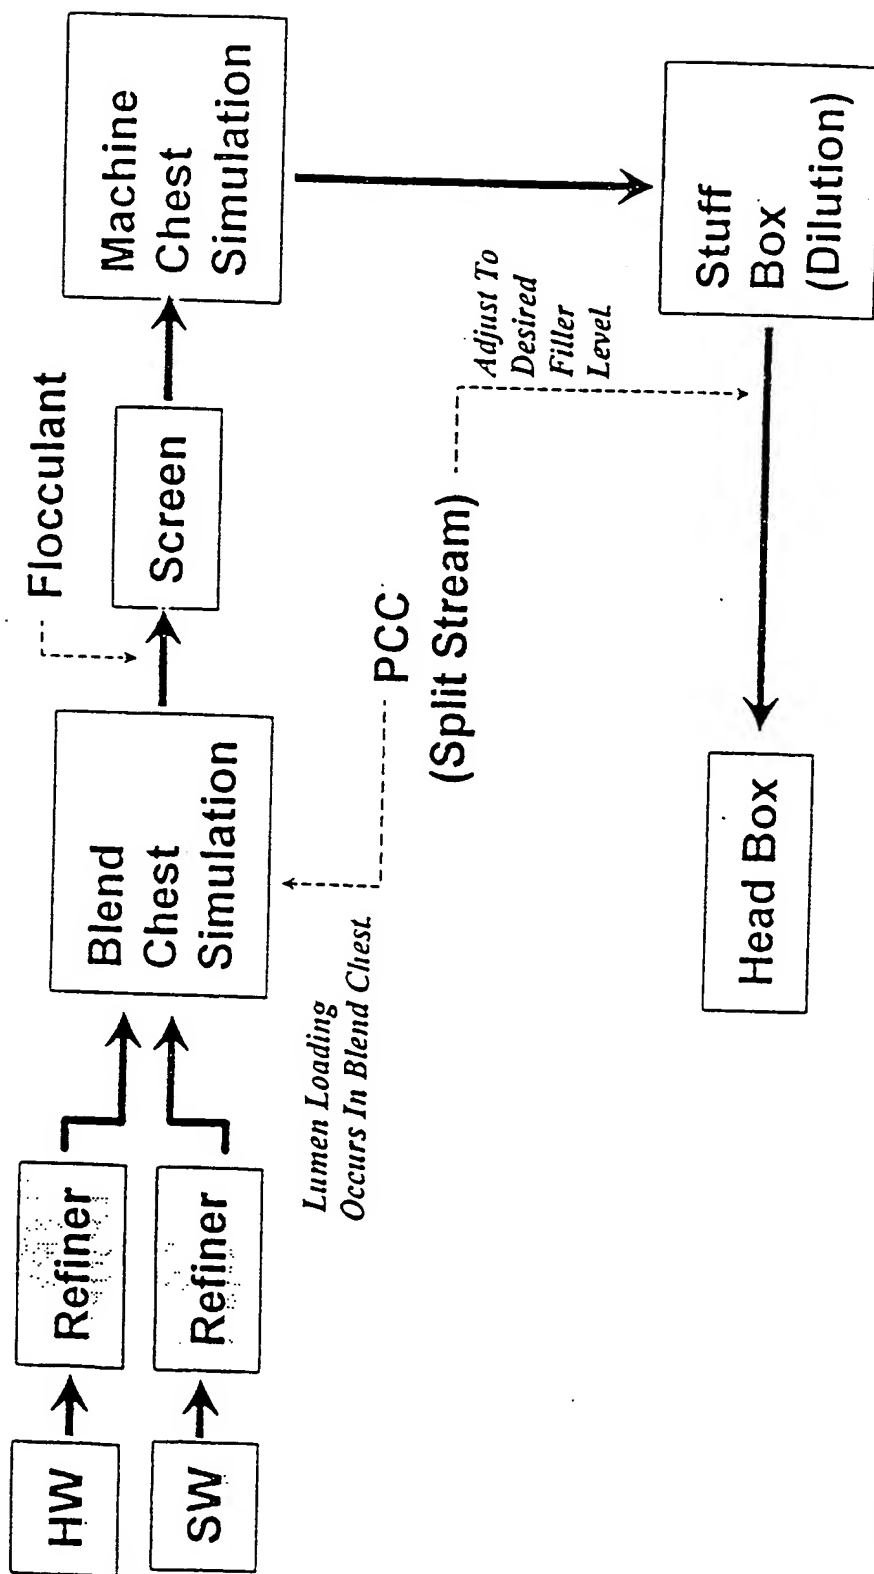 HW
Refiner
SW
Refiner
Blend
Chest
Simulation
Flocculant
Screen
Machine
Chest
Simulation
Lumen Loading
Occurs In Blend Chest.
PCC
(Split Stream)
Adjust To
Desired
Filler
Level.
Stuff
Box
(Dilution)
Head Box